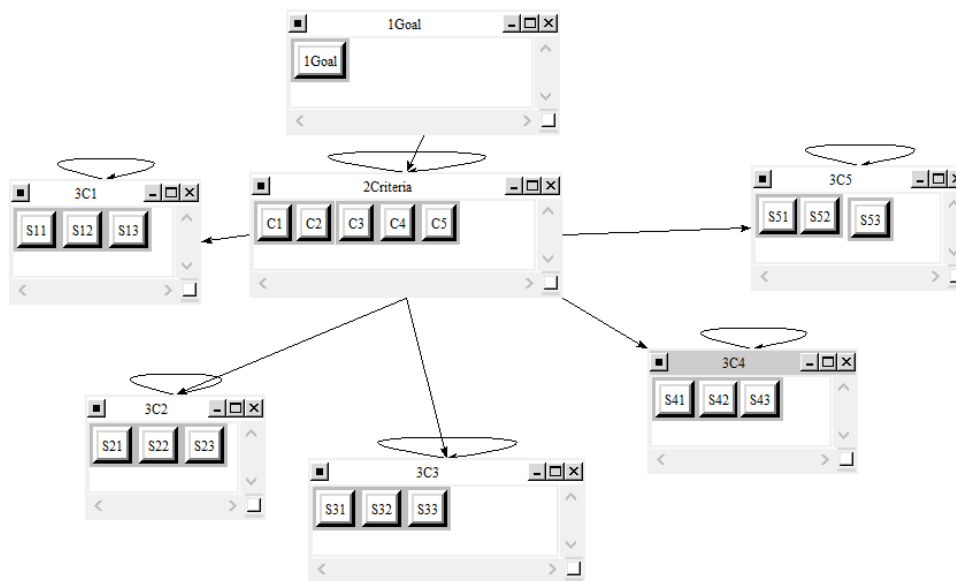 1Goal
1Goal
3C1
S11 S12 S13
2Criteria
C1 C2 C3 C4 C5
3C5
S51 S52 S53
3C4
S41 S42 S43
3C2
S21 S22 S23
3C3
S31 S32 S33